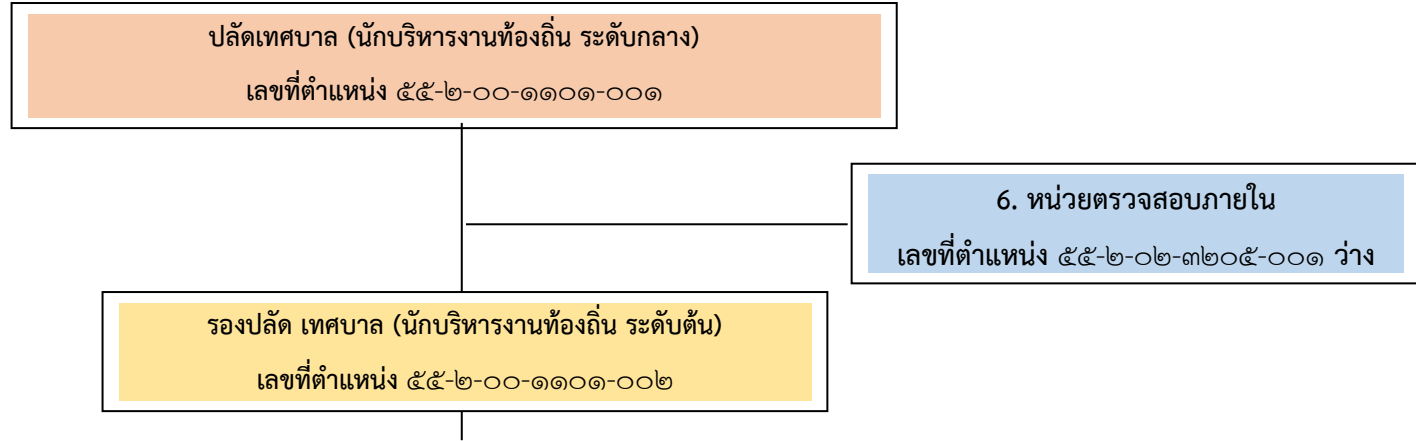 ปลัดเทศบาล (นักบริหารงานท้องถิ่น ระดับกลาง)
เลขที่ตำแหน่ง ๕๕-๒-๐๐-๑๑๐๑-๐๐๑
6. หน่วยตรวจสอบภายใน
เลขที่ตำแหน่ง ๕๕-๒-๐๒-๓๒๐๕-๐๐๑ ว่าง
รองปลัด เทศบาล (นักบริหารงานท้องถิ่น ระดับต้น)
เลขที่ตำแหน่ง ๕๕-๒-๐๐-๑๑๐๑-๐๐๒